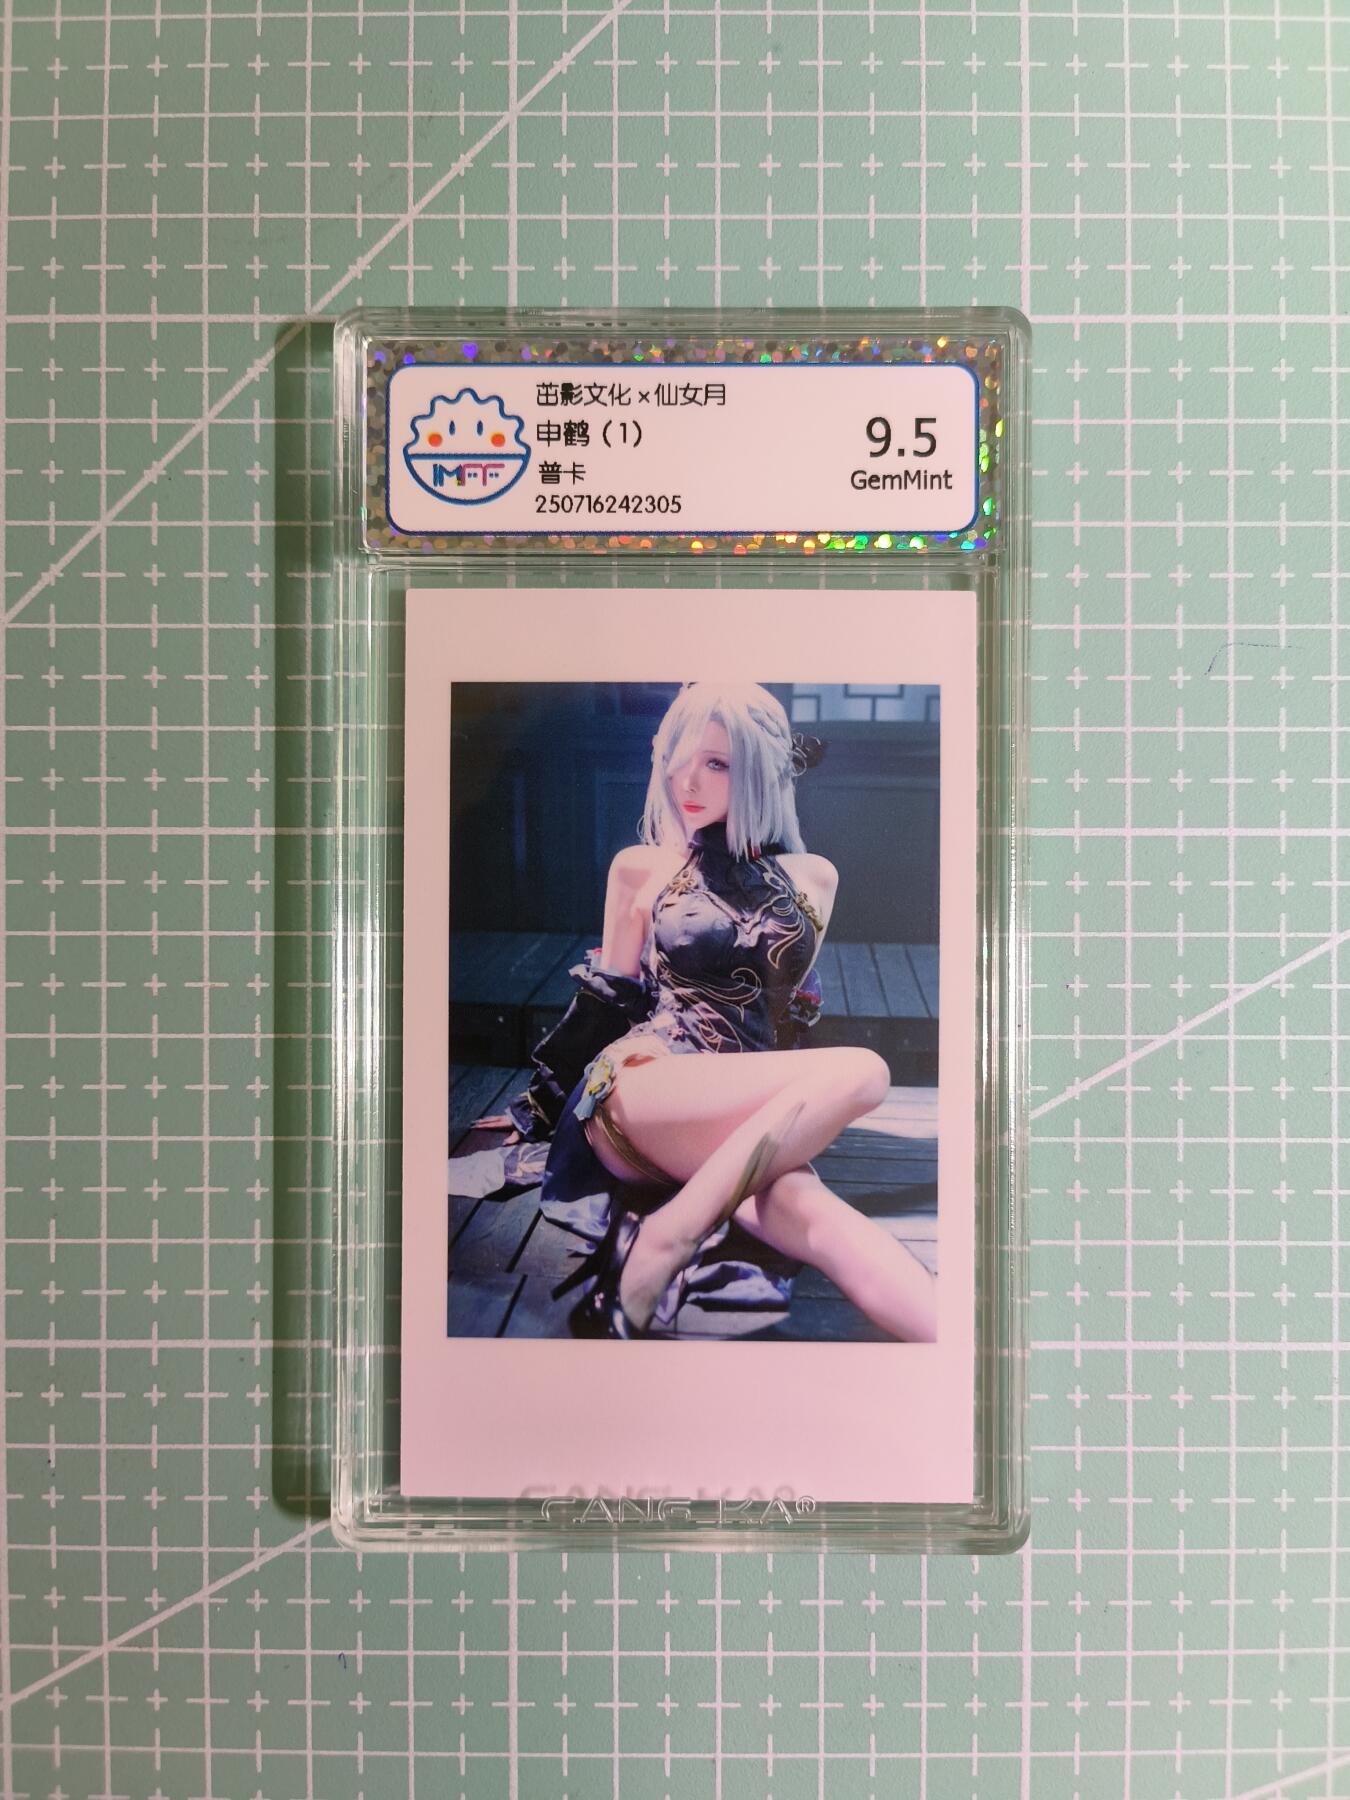 茁影文化×仙女月
申鹤（1）
普卡
250716242305
IMFF
9.5
GemMint
CANG KA®